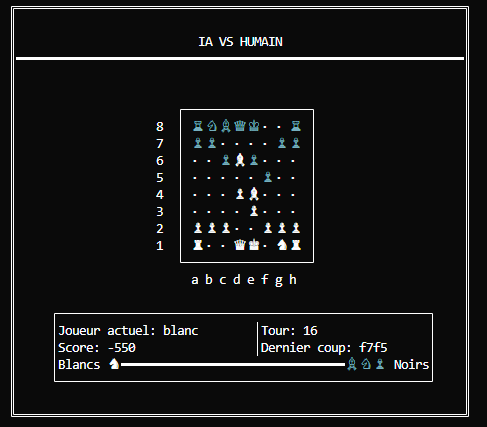 IA VS HUMAIN
8 ♖ ♘ ♗ ♕ ♔ · · ♖
7 ♙ ♙ · · · · ♙ ♙
6 · · ♙ ♝ ♙ · · ·
5 · · · · · ♙ · ·
4 · · · ♟ ♝ · · ·
3 · · · · ♟ · · ·
2 ♟ ♟ ♟ · · ♟ ♟ ♟
1 ♜ · · ♛ ♚ · ♞ ♜
a b c d e f g h
Joueur actuel: blanc
Tour: 16
Score: -550
Dernier coup: f7f5
Blancs ♞ ♗ ♘ ♙ Noirs